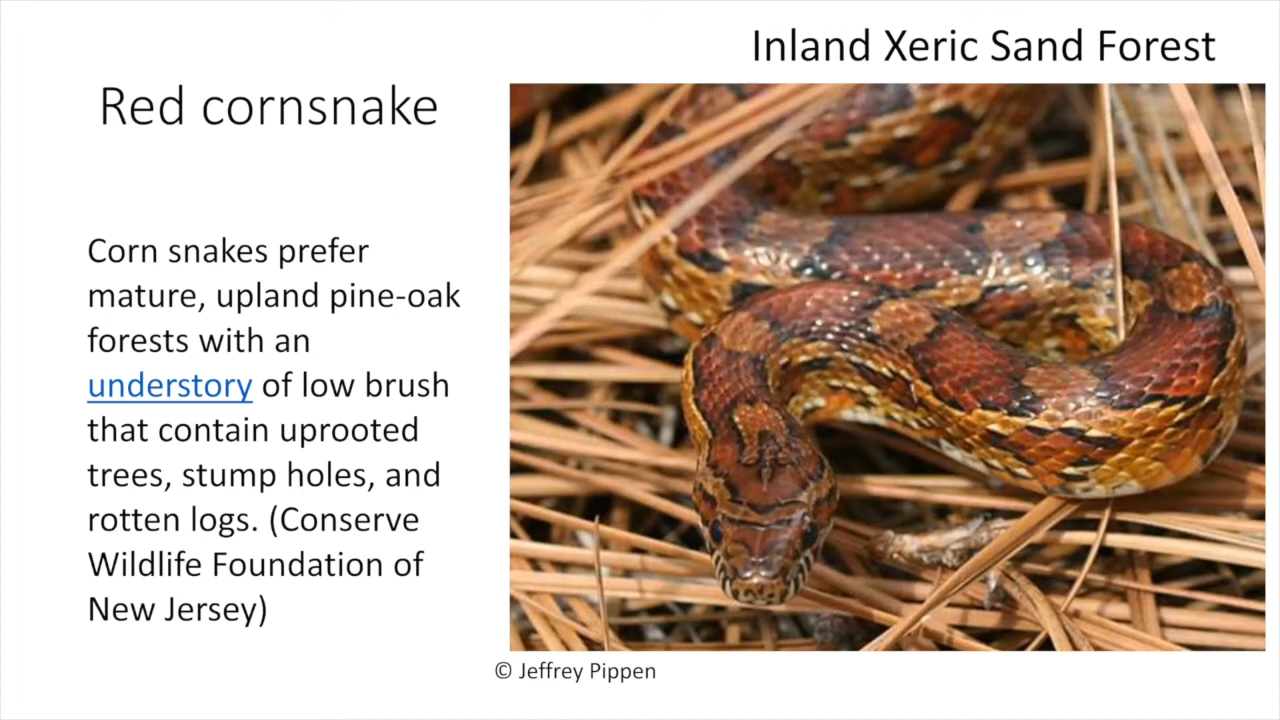 Inland Xeric Sand Forest
Red cornsnake
Corn snakes prefer
mature, upland pine-oak
forests with an
understory of low brush
that contain uprooted
trees, stump holes, and
rotten logs. (Conserve
Wildlife Foundation of
New Jersey)
© Jeffrey Pippen